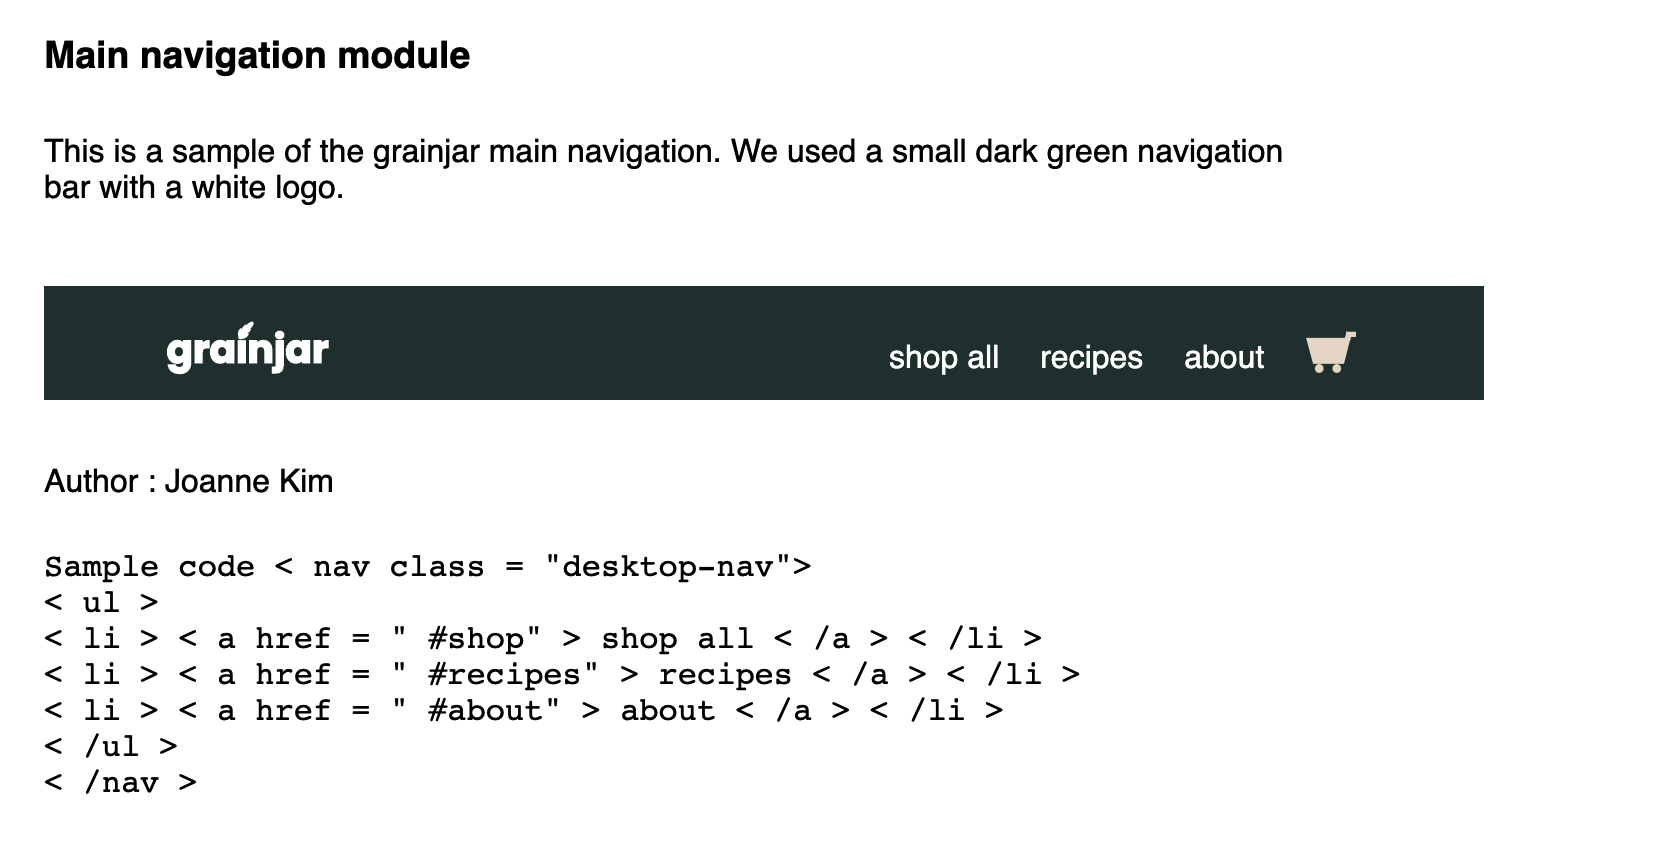 Main navigation module
This is a sample of the grainjar main navigation. We used a small dark green navigation
bar with a white logo.
grainjar
shop all recipes about
Author : Joanne Kim
Sample code < nav class = "desktop-nav">
< ul >
< li > < a href = " #shop" > shop all < /a > < /li >
< li > < a href = " #recipes" > recipes < /a > < /li >
< li > < a href = " #about" > about < /a > < /li >
< /ul >
< /nav >